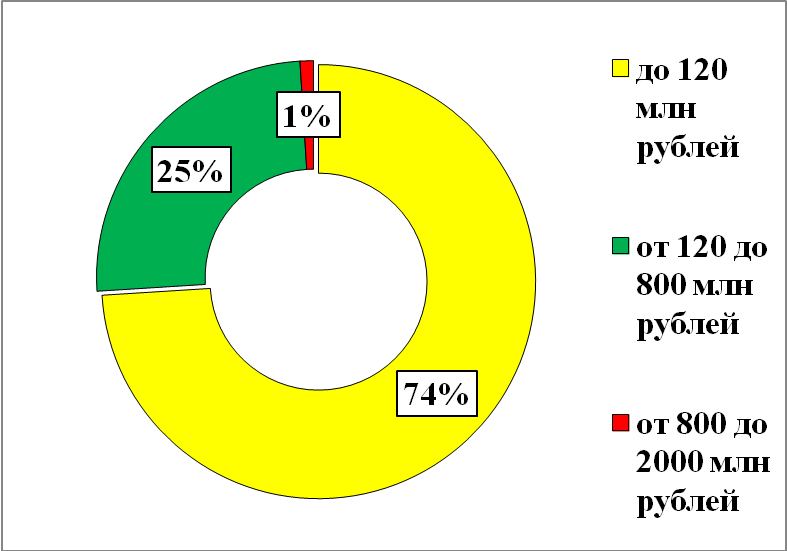 1%
25%
74%
до 120
млн
рублей
от 120 до
800 млн
рублей
от 800 до
2000 млн
рублей